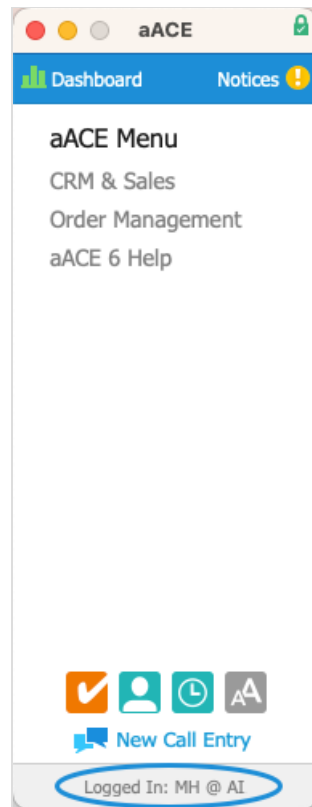 aACE
Dashboard Notices
aACE Menu
CRM & Sales
Order Management
aACE 6 Help
AA
New Call Entry
Logged In: MH @ AI